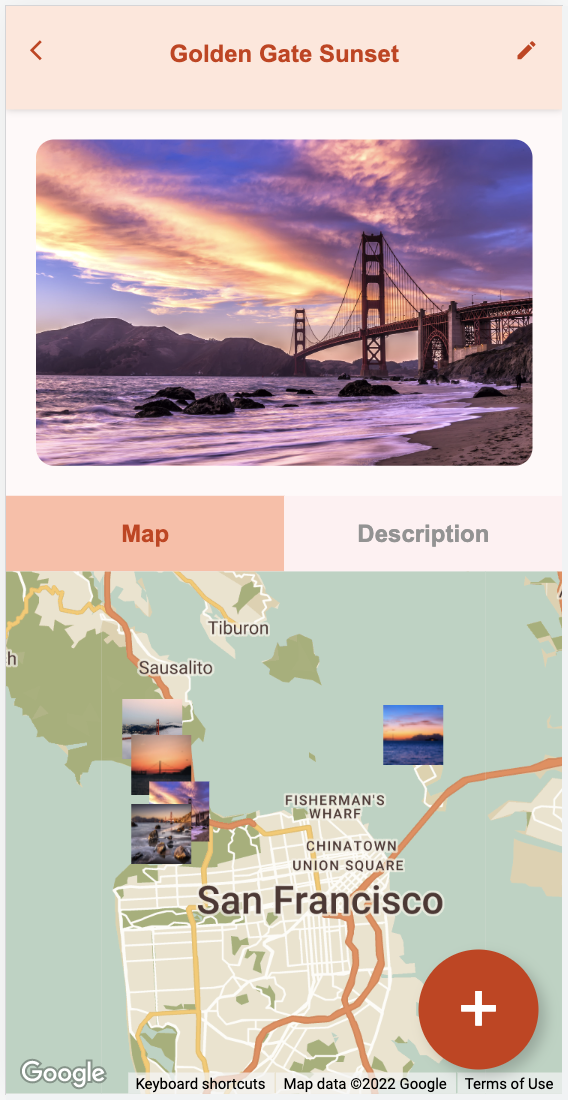 Golden Gate Sunset
Map
Description
Tiburon
h
Sausalito
FISHERMAN'S
WHARF
CHINATOWN
UNION SQUARE
San Francisco
+
Google
Keyboard shortcuts
Map data ©2022 Google
Terms of Use